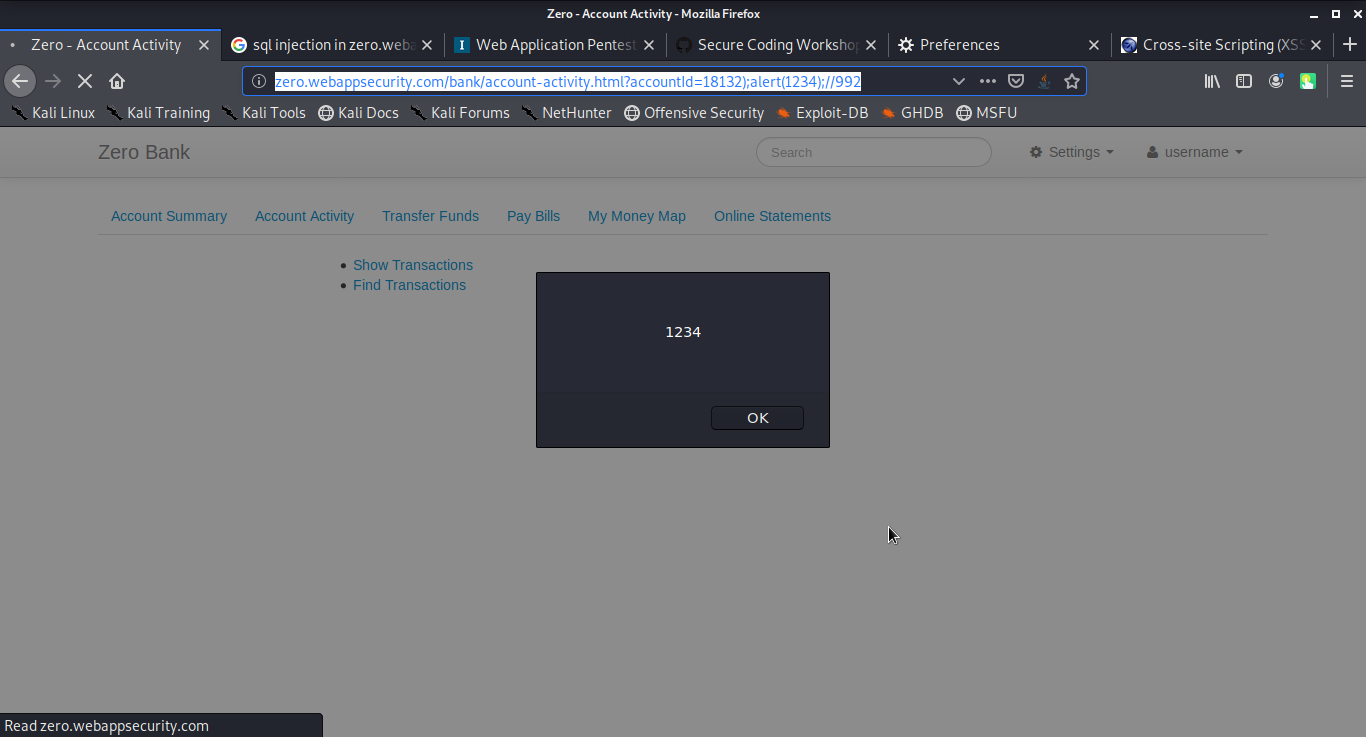 Zero - Account Activity - Mozilla Firefox
Zero - Account Activity sql injection in zero.weba Web Application Pentest Secure Coding Workshop Preferences Cross-site Scripting (XSS
zero.webappsecurity.com/bank/account-activity.html?accountId=18132);alert(1234);//992
Kali Linux Kali Training Kali Tools Kali Docs Kali Forums NetHunter Offensive Security Exploit-DB GHDB MSFU
Zero Bank Search Settings username
Account Summary Account Activity Transfer Funds Pay Bills My Money Map Online Statements
Show Transactions
Find Transactions
1234
OK
Read zero.webappsecurity.com